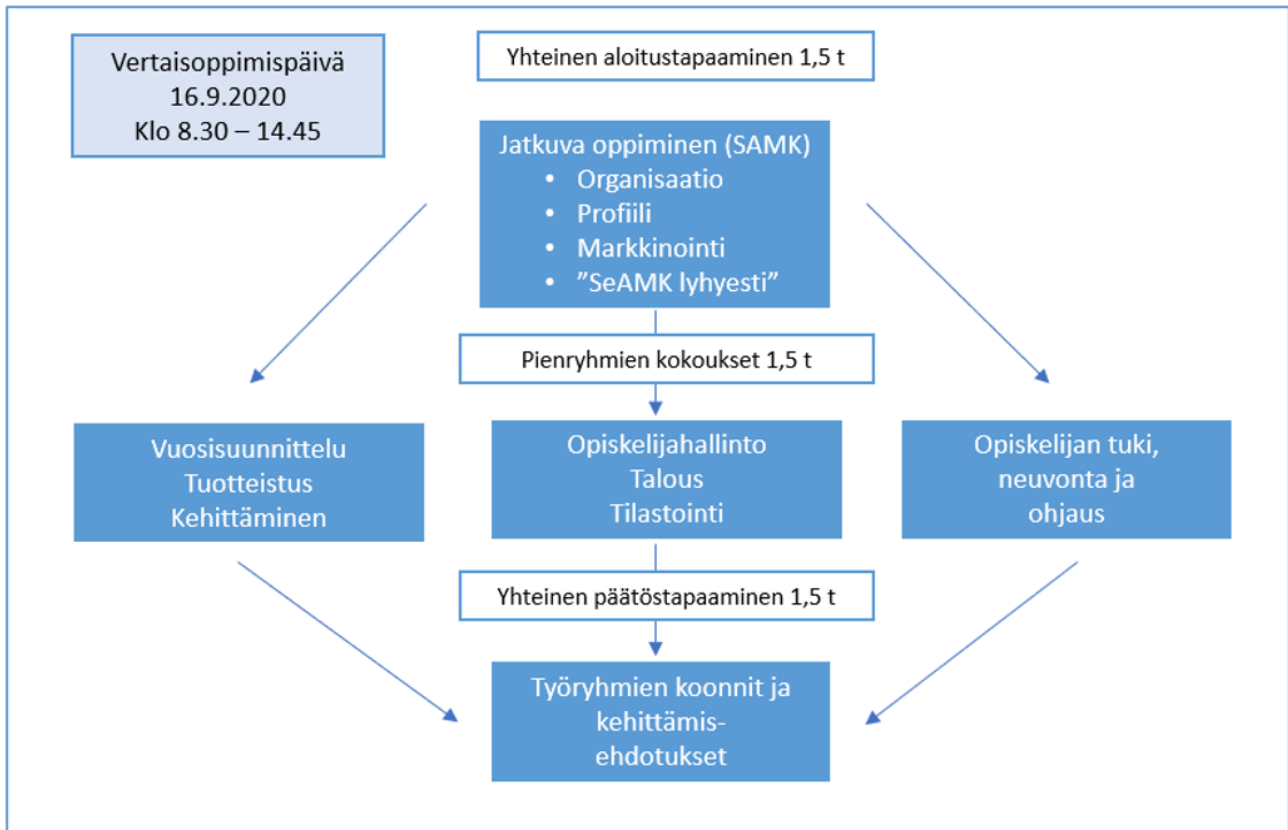 Vertaisoppimispäivä
16.9.2020
Klo 8.30 – 14.45
Yhteinen aloitustapaaminen 1,5 t
Jatkuva oppiminen (SAMK)
• Organisaatio
• Profiili
• Markkinointi
• ”SeAMK lyhyesti”
Pienryhmien kokoukset 1,5 t
Vuosisuunnittelu
Tuotteistus
Kehittäminen
Opiskelijahallinto
Talous
Tilastointi
Opiskelijan tuki,
neuvonta ja
ohjaus
Yhteinen päätöstapaaminen 1,5 t
Työryhmien koonnit ja
kehittämis-
ehdotukset